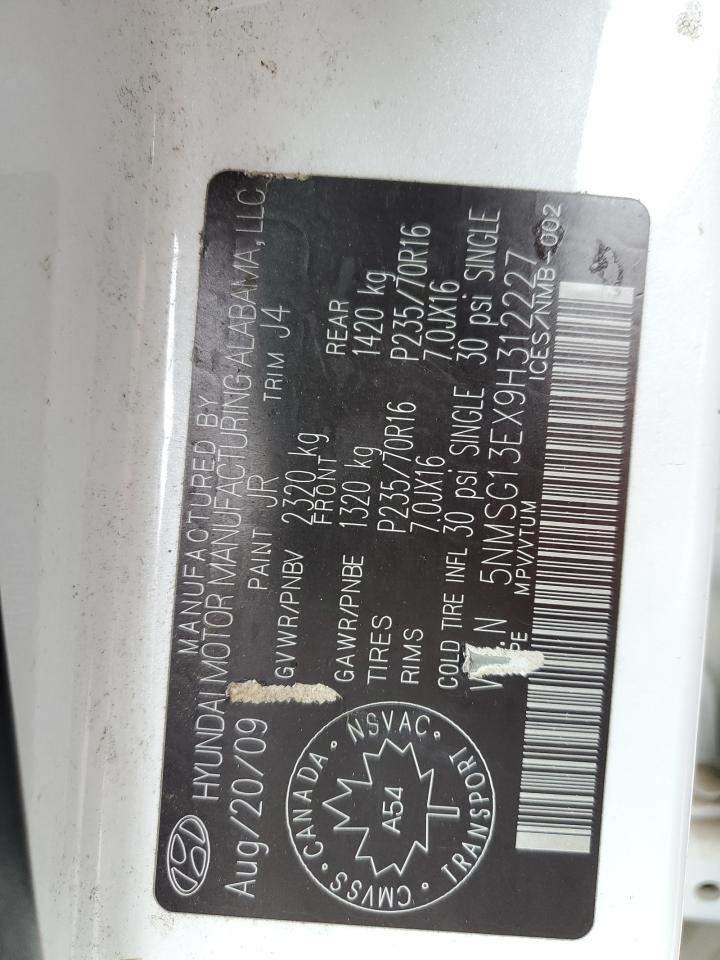 MANUFACTURED BY
HYUNDAI MOTOR MANUFACTURING ALABAMA, LLC
Aug/20/09 PAINT JR TRIM J4
GVWR/PNBV 2320 kg
FRONT REAR
GAWR/PNBE 1320 kg 1420 kg
TIRES P235/70R16 P235/70R16
RIMS 7.0JX16 7.0JX16
COLD TIRE INFL 30 psi SINGLE 30 psi SINGLE
5NMSG13EX9H312227
MPV/VTUM ICES/NMB-002
CMVSS • CANADA • NSVAC • TRANSPORT •
A54